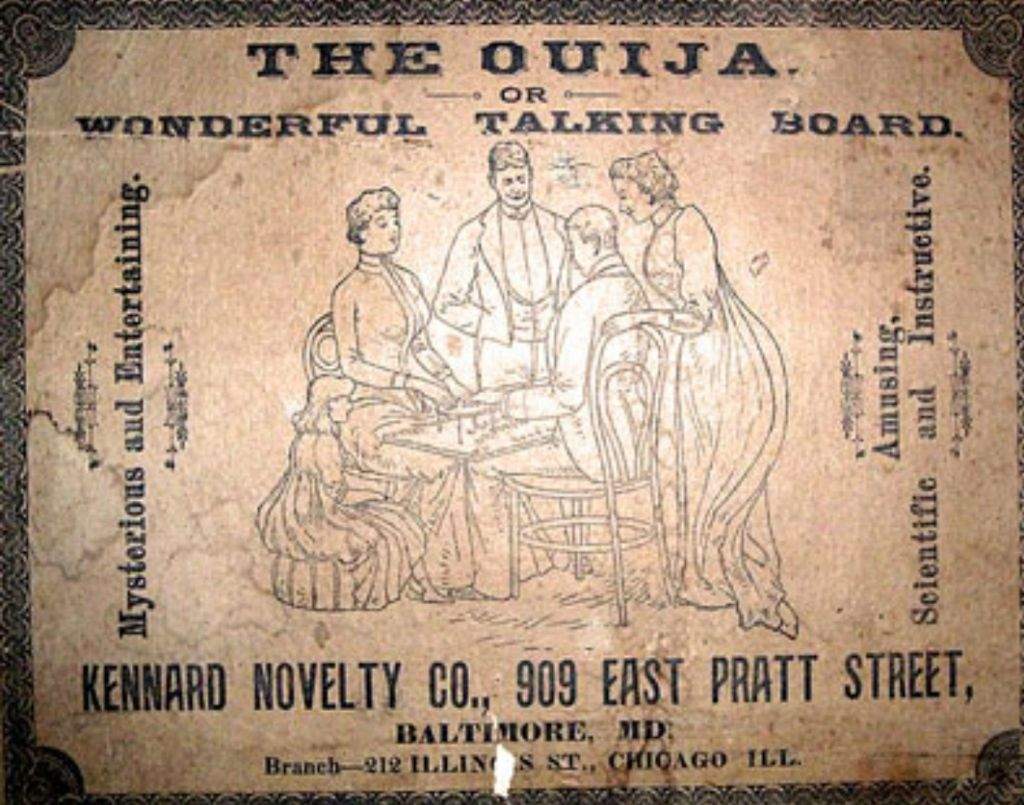 THE OUIJA.
OR
WONDERFUL TALKING BOARD.
Mysterious and Entertaining.
Amusing,
Scientific and Instructive.
KENNARD NOVELTY CO., 909 EAST PRATT STREET,
BALTIMORE, MD.
Branch—212 ILLINOIS ST., CHICAGO ILL.